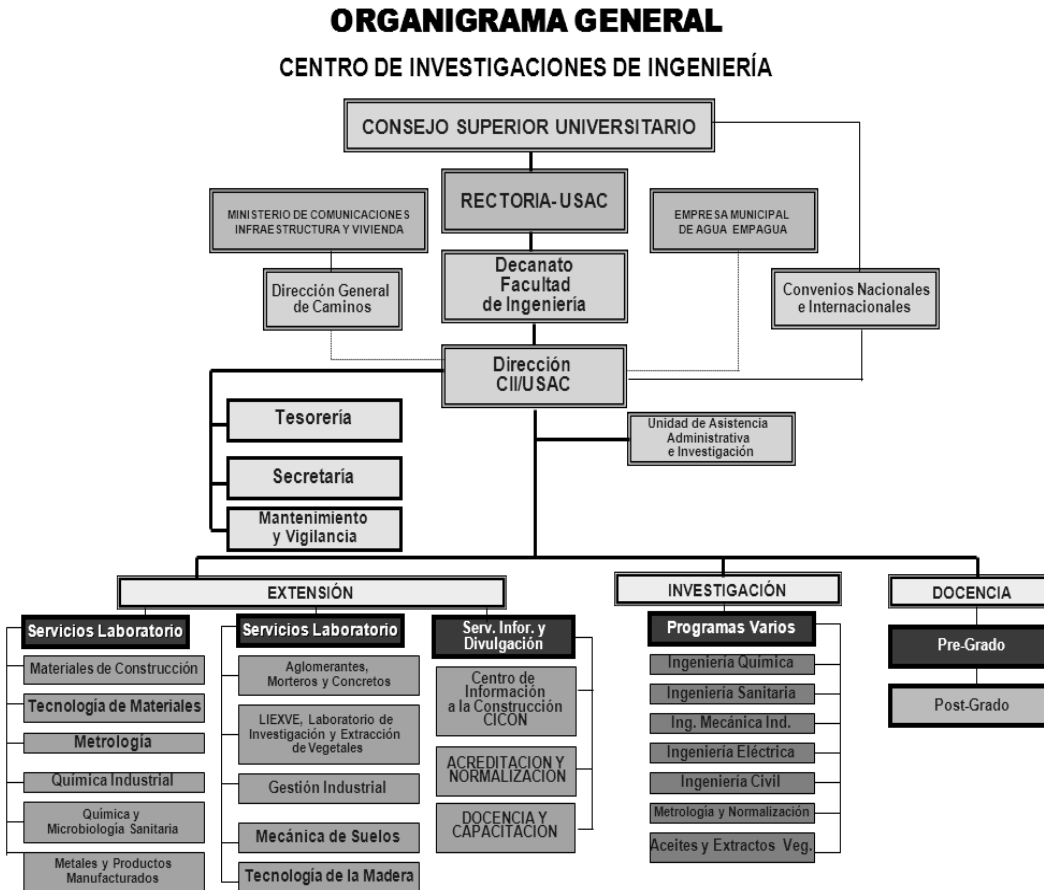 ORGANIGRAMA GENERAL
CENTRO DE INVESTIGACIONES DE INGENIERÍA
CONSEJO SUPERIOR UNIVERSITARIO
RECTORIA-USAC
MINISTERIO DE COMUNICACIONES
INFRAESTRUCTURA Y VIVIENDA
EMPRESA MUNICIPAL
DE AGUA EMPAGUA
Decanato
Facultad
de Ingeniería
Dirección General
de Caminos
Convenios Nacionales
e Internacionales
Dirección
CII/USAC
Tesorería
Unidad de Asistencia
Administrativa
e Investigación
Secretaría
Mantenimiento
y Vigilancia
EXTENSIÓN
Servicios Laboratorio
Materiales de Construcción
Tecnología de Materiales
Metrología
Química Industrial
Química y
Microbiología Sanitaria
Metales y Productos
Manufacturados
Servicios Laboratorio
Aglomerantes,
Morteros y Concretos
LIEXVE, Laboratorio de
Investigación y Extracción
de Vegetales
Gestión Industrial
Mecánica de Suelos
Tecnología de la Madera
Serv. Infor. y
Divulgación
Centro de
Información
a la Construcción
CICON
ACREDITACION Y
NORMALIZACIÓN
DOCENCIA Y
CAPACITACIÓN
INVESTIGACIÓN
Programas Varios
Ingeniería Química
Ingeniería Sanitaria
Ing. Mecánica Ind.
Ingeniería Eléctrica
Ingeniería Civil
Metrología y Normalización
Aceites y Extractos Veg.
DOCENCIA
Pre-Grado
Post-Grado